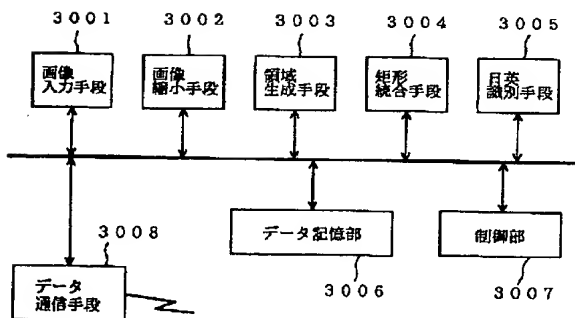 3001
3002
3003
3004
3005
画像
入力手段
画像
縮小手段
領域
生成手段
矩形
統合手段
日英
識別手段
3008
データ記憶部
制御部
3006
3007
データ
通信手段